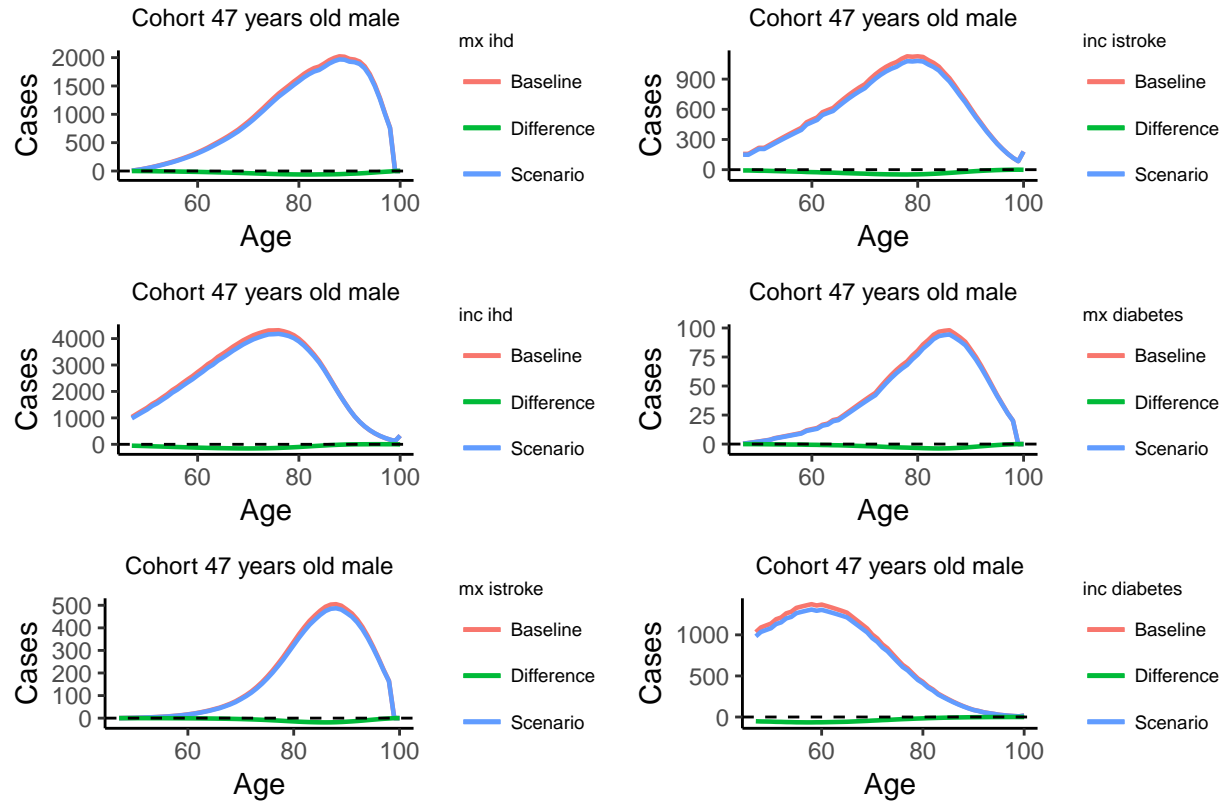 Cohort 47 years old male
mx ihd
Baseline
Difference
Scenario
Cases
2000
1500
1000
500
0
60 80 100
Age
Cohort 47 years old male
inc istroke
Baseline
Difference
Scenario
Cases
900
600
300
0
60 80 100
Age
Cohort 47 years old male
inc ihd
Baseline
Difference
Scenario
Cases
4000
3000
2000
1000
0
60 80 100
Age
Cohort 47 years old male
mx diabetes
Baseline
Difference
Scenario
Cases
100
75
50
25
0
60 80 100
Age
Cohort 47 years old male
mx istroke
Baseline
Difference
Scenario
Cases
500
400
300
200
100
0
60 80 100
Age
Cohort 47 years old male
inc diabetes
Baseline
Difference
Scenario
Cases
1000
500
0
60 80 100
Age